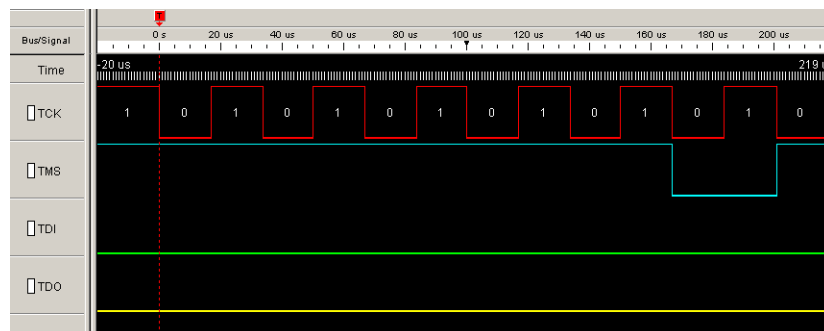 Bus/Signal
0 s 20 us 40 us 60 us 80 us 100 us 120 us 140 us 160 us 180 us 200 us
Time
-20 us 219
TCK 1 0 1 0 1 0 1 0 1 0 1 0 1 0
TMS
TDI
TDO